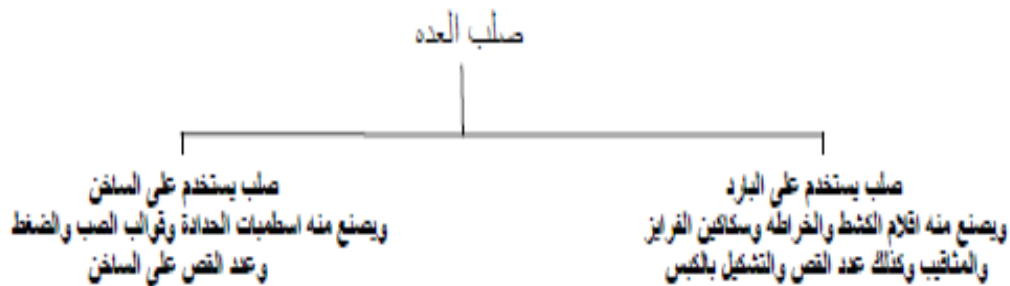 صلب العده
صلب يستخدم على البارد
ويصنع منه اقلام الكشط والخراطه وسكاكين الفرايز
والمثاقيب وكذلك عدد القص والتشكيل بالكبس
صلب يستخدم على الساخن
ويصنع منه اسطمبات الحدادة وقوالب الصب والضغط
وعدد القص على الساخن